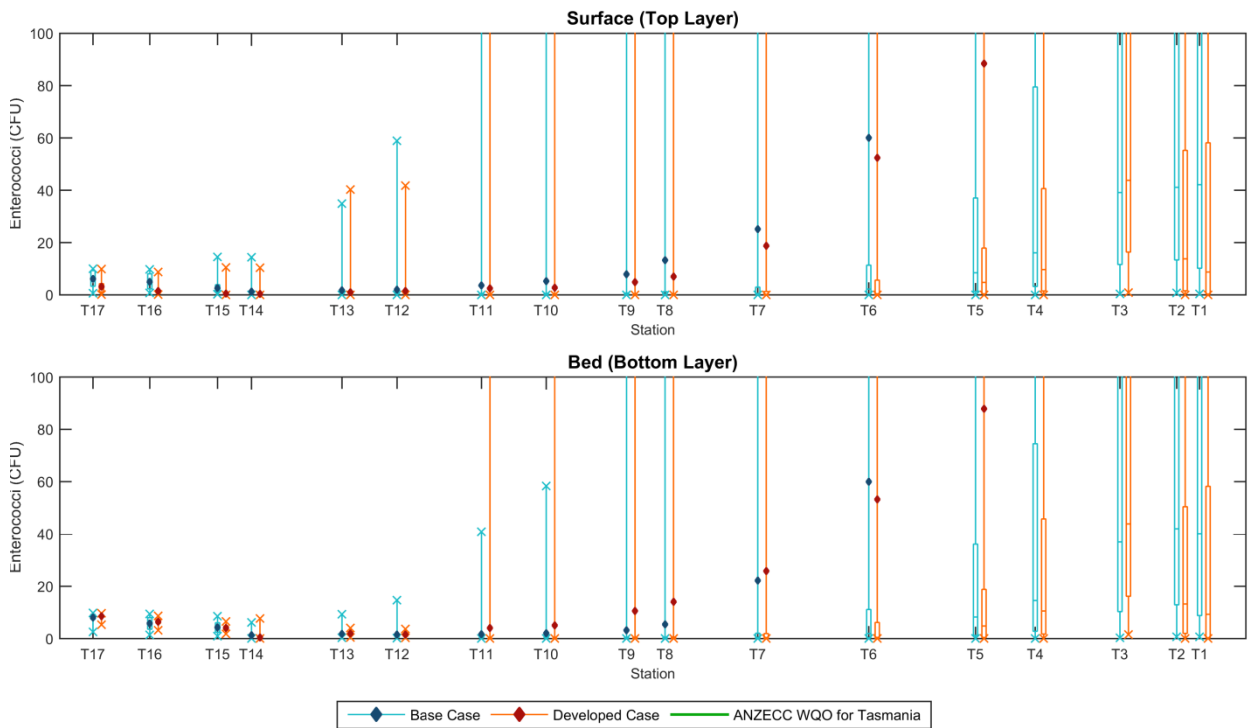 Surface (Top Layer)
100
80
60
40
20
0
Enterococci (CFU)
T17 T16 T15 T14 T13 T12 T11 T10 T9 T8 T7 T6 T5 T4 T3 T2 T1
Station
Bed (Bottom Layer)
100
80
60
40
20
0
Enterococci (CFU)
T17 T16 T15 T14 T13 T12 T11 T10 T9 T8 T7 T6 T5 T4 T3 T2 T1
Station
Base Case Developed Case ANZECC WQO for Tasmania